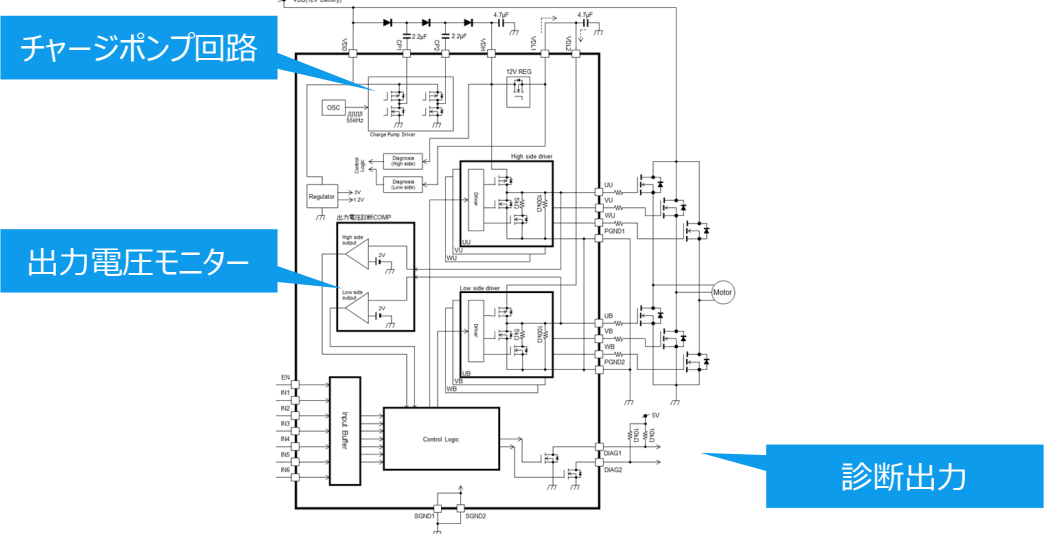 VDD(12V Battery)
4.7μF
4.7μF
2.2μF
2.2μF
チャージポンプ回路
VDD
CP1
CP2
VDH
VDL1
VDL2
12V REG
OSC
55kHz
Charge Pump Driver
Control
Logic
Diagnosis
(High side)
Diagnosis
(Low side)
High side driver
Driver
5kΩ
100kΩ
UU
VU
WU
UU
VU
WU
PGND1
Regulator
3V
1.2V
出力電圧診断COMP
High side
output
2V
Low side
output
2V
出力電圧モニター
Low side driver
Driver
5kΩ
100kΩ
UB
VB
WB
UB
VB
WB
PGND2
Motor
EN
IN1
IN2
IN3
IN4
IN5
IN6
Input Buffer
Control Logic
5V
10kΩ
10kΩ
DIAG1
DIAG2
診断出力
SGND1
SGND2